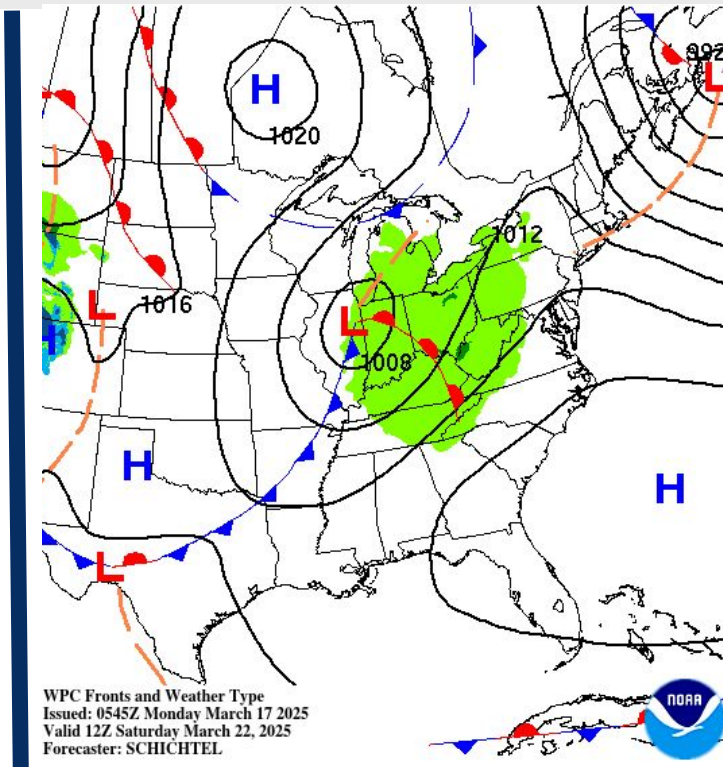 992
H
L
1020
1012
L
1016
L
1008
H
H
H
L
WPC Fronts and Weather Type
Issued: 0545Z Monday March 17 2025
Valid 12Z Saturday March 22, 2025
Forecaster: SCHICHTEL
NOAA